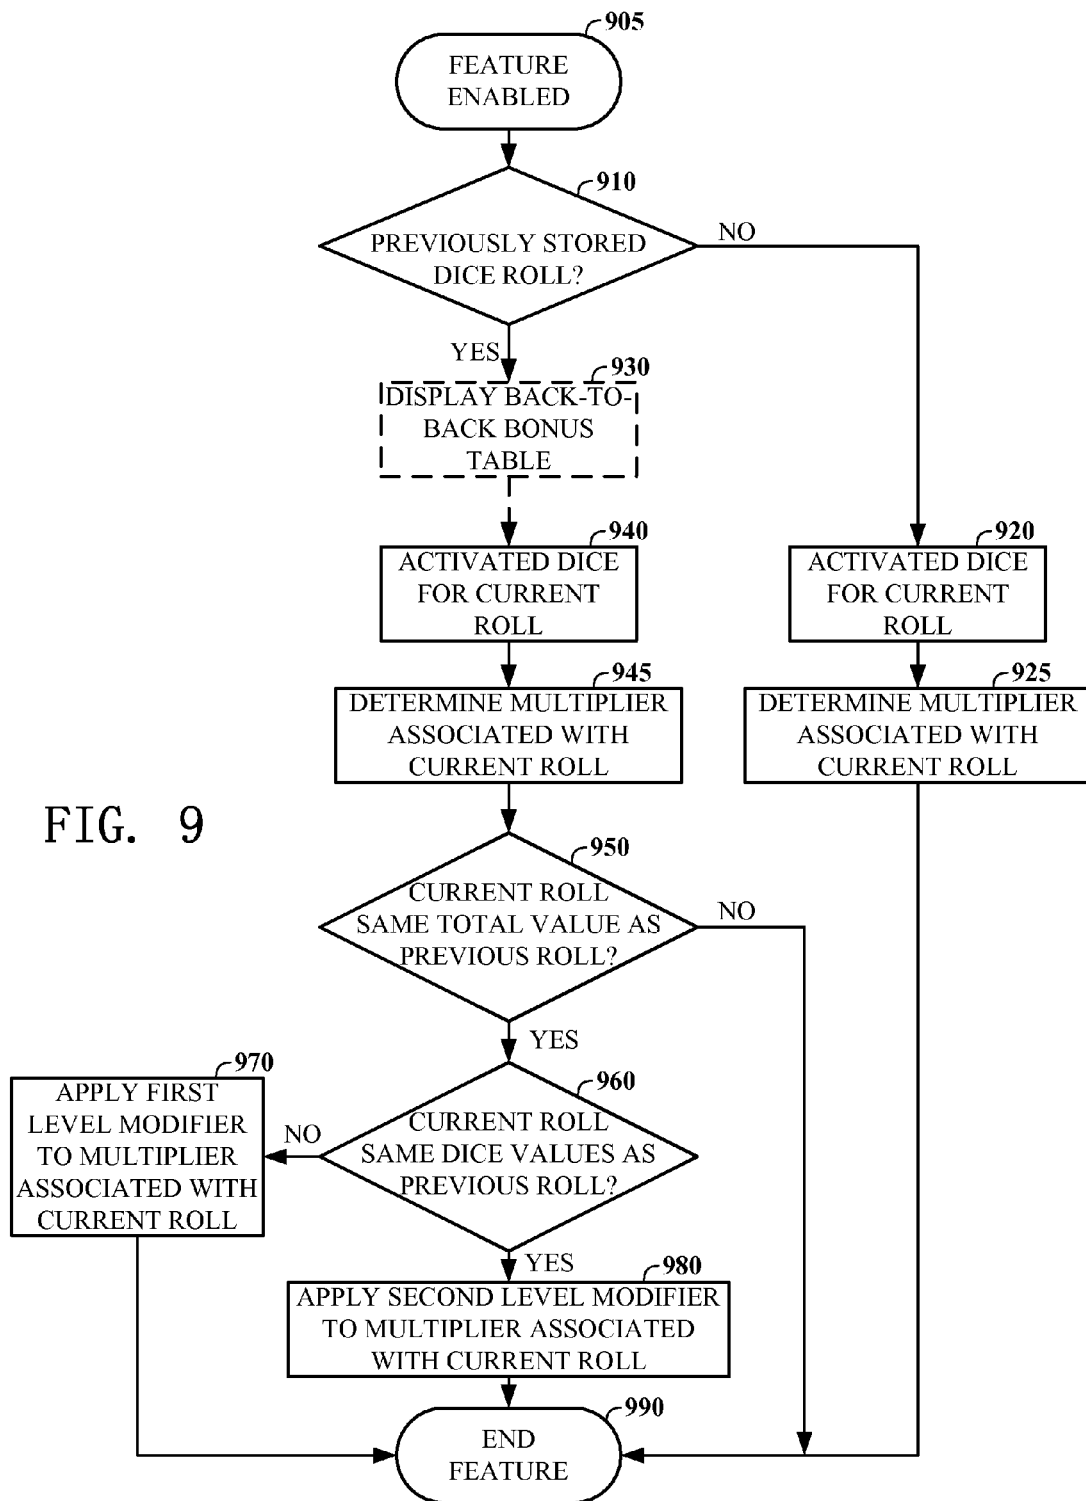 905
FEATURE
ENABLED
910
PREVIOUSLY STORED
DICE ROLL?
NO
YES
930
DISPLAY BACK-TO-
BACK BONUS
TABLE
940
ACTIVATED DICE
FOR CURRENT
ROLL
920
ACTIVATED DICE
FOR CURRENT
ROLL
945
DETERMINE MULTIPLIER
ASSOCIATED WITH
CURRENT ROLL
925
DETERMINE MULTIPLIER
ASSOCIATED WITH
CURRENT ROLL
FIG. 9
950
CURRENT ROLL
SAME TOTAL VALUE AS
PREVIOUS ROLL?
NO
YES
960
CURRENT ROLL
SAME DICE VALUES AS
PREVIOUS ROLL?
NO
970
APPLY FIRST
LEVEL MODIFIER
TO MULTIPLIER
ASSOCIATED WITH
CURRENT ROLL
YES
980
APPLY SECOND LEVEL MODIFIER
TO MULTIPLIER ASSOCIATED
WITH CURRENT ROLL
990
END
FEATURE